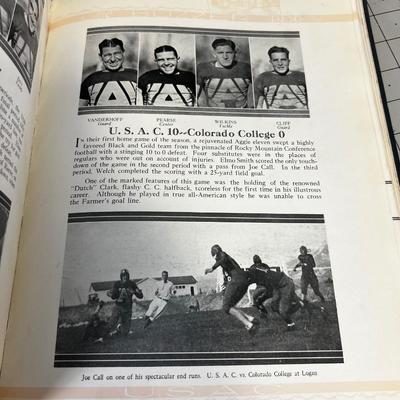 VANDERHOFF PEARSE WILKINS CLIFF
Guard Center Tackle Guard
U. S. A. C. 10--Colorado College 0
IN their first home game of the season, a rejuvenated Aggie eleven swept a highly
favored Black and Gold team from the pinnacle of Rocky Mountain Conference
football with a stinging 10 to 0 defeat. Four substitutes were in the places of
regulars who were out on account of injuries. Elmo Smith scored the only touch-
down of the game in the second period with a pass from Joe Call. In the third
period, Welch completed the scoring with a 25-yard field goal.
One of the marked features of this game was the holding of the renowned
"Dutch" Clark, flashy C. C. halfback, scoreless for the first time in his illustrous
career. Although he played in true all-American style he was unable to cross
the Farmer's goal line.
Joe Call on one of his spectacular end runs. U. S. A. C. vs. Colorado College at Logan